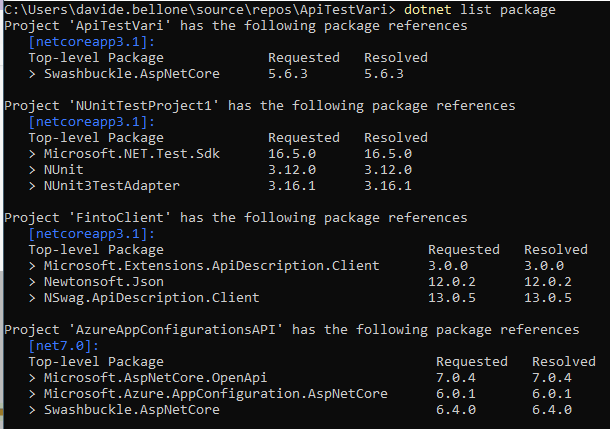 C:\Users\davide.bellone\source\repos\ApiTestVari> dotnet list package
Project 'ApiTestVari' has the following package references
   [netcoreapp3.1]:
   Top-level Package             Requested   Resolved
   > Swashbuckle.AspNetCore      5.6.3       5.6.3

Project 'NUnitTestProject1' has the following package references
   [netcoreapp3.1]:
   Top-level Package             Requested   Resolved
   > Microsoft.NET.Test.Sdk      16.5.0      16.5.0
   > NUnit                       3.12.0      3.12.0
   > NUnit3TestAdapter           3.16.1      3.16.1

Project 'FintoClient' has the following package references
   [netcoreapp3.1]:
   Top-level Package                                 Requested   Resolved
   > Microsoft.Extensions.ApiDescription.Client      3.0.0       3.0.0
   > Newtonsoft.Json                                 12.0.2      12.0.2
   > NSwag.ApiDescription.Client                     13.0.5      13.0.5

Project 'AzureAppConfigurationsAPI' has the following package references
   [net7.0]:
   Top-level Package                                  Requested   Resolved
   > Microsoft.AspNetCore.OpenApi                     7.0.4       7.0.4
   > Microsoft.Azure.AppConfiguration.AspNetCore      6.0.1       6.0.1
   > Swashbuckle.AspNetCore                           6.4.0       6.4.0